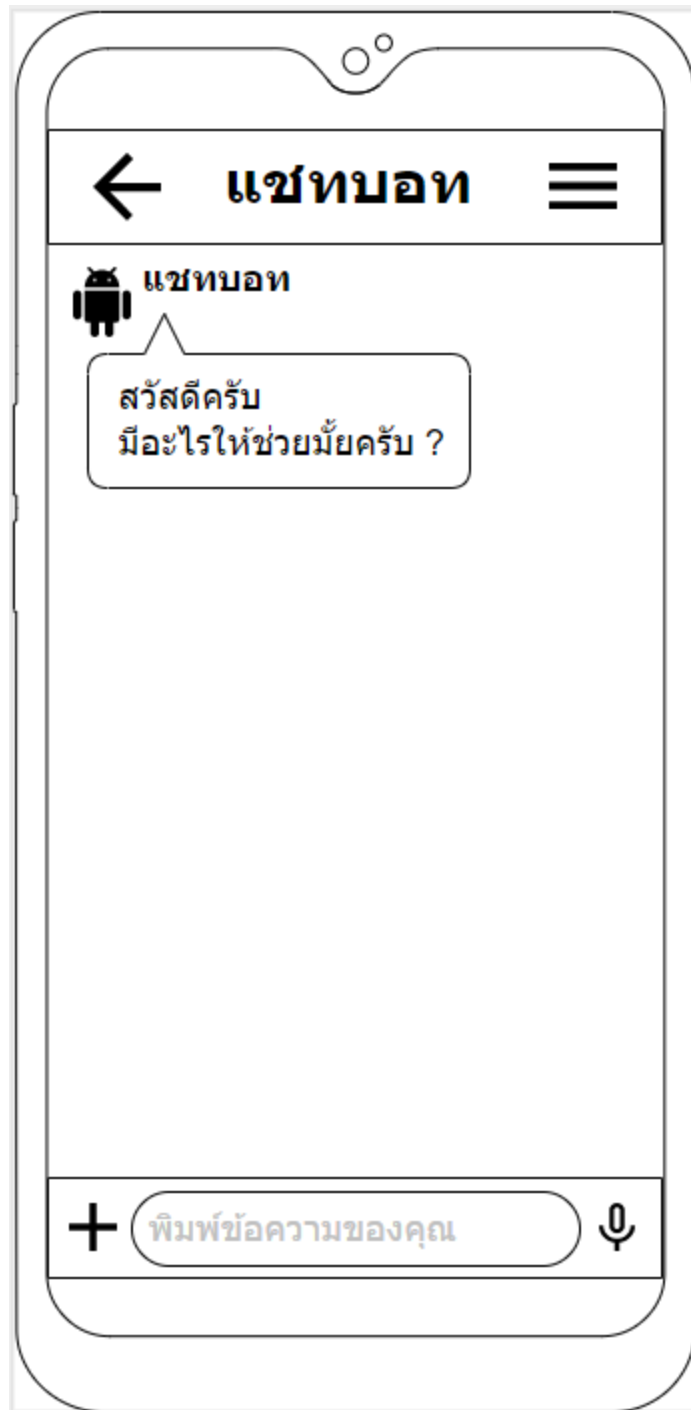 แชทบอท
แชทบอท
สวัสดีครับ
มีอะไรให้ช่วยมั้ยครับ ?
พิมพ์ข้อความของคุณ